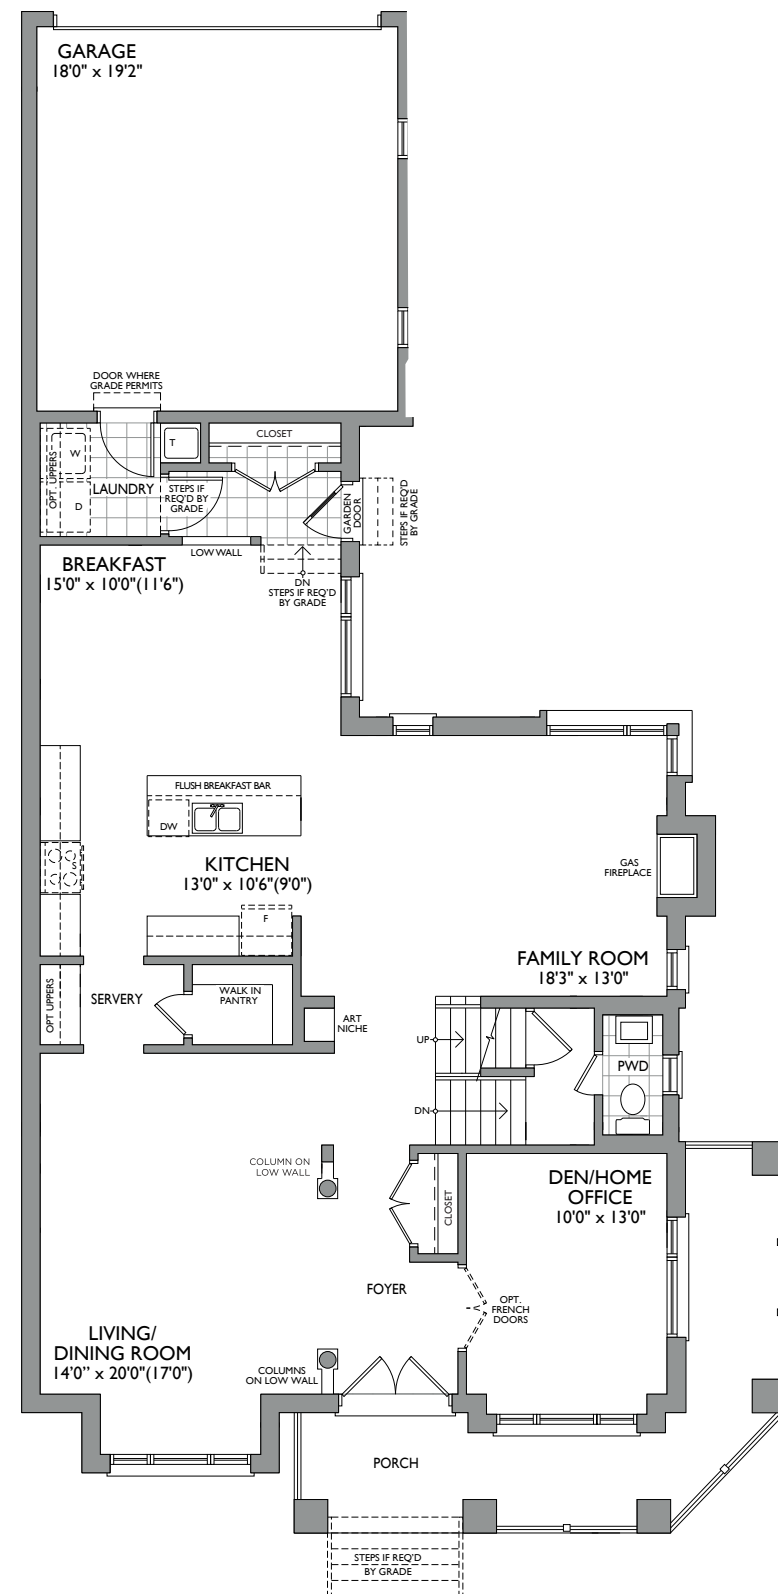 GARAGE
18'0" x 19'2"
DOOR WHERE
GRADE PERMITS
W
T
CLOSET
OPT UPPERS
LAUNDRY
D
STEPS IF
REQ'D BY
GRADE
GARDEN
DOOR
STEPS IF REQ'D
BY GRADE
LOW WALL
BREAKFAST
15'0" x 10'0"(11'6")
DN
STEPS IF REQ'D
BY GRADE
FLUSH BREAKFAST BAR
DW
S
KITCHEN
13'0" x 10'6"(9'0")
GAS
FIREPLACE
F
FAMILY ROOM
18'3" x 13'0"
OPT UPPERS
SERVERY
WALK IN
PANTRY
ART
NICHE
UP
PWD
DN
COLUMN ON
LOW WALL
CLOSET
DEN/HOME
OFFICE
10'0" x 13'0"
FOYER
OPT.
FRENCH
DOORS
LIVING/
DINING ROOM
14'0'' x 20'0"(17'0")
COLUMNS
ON LOW WALL
PORCH
STEPS IF REQ'D
BY GRADE